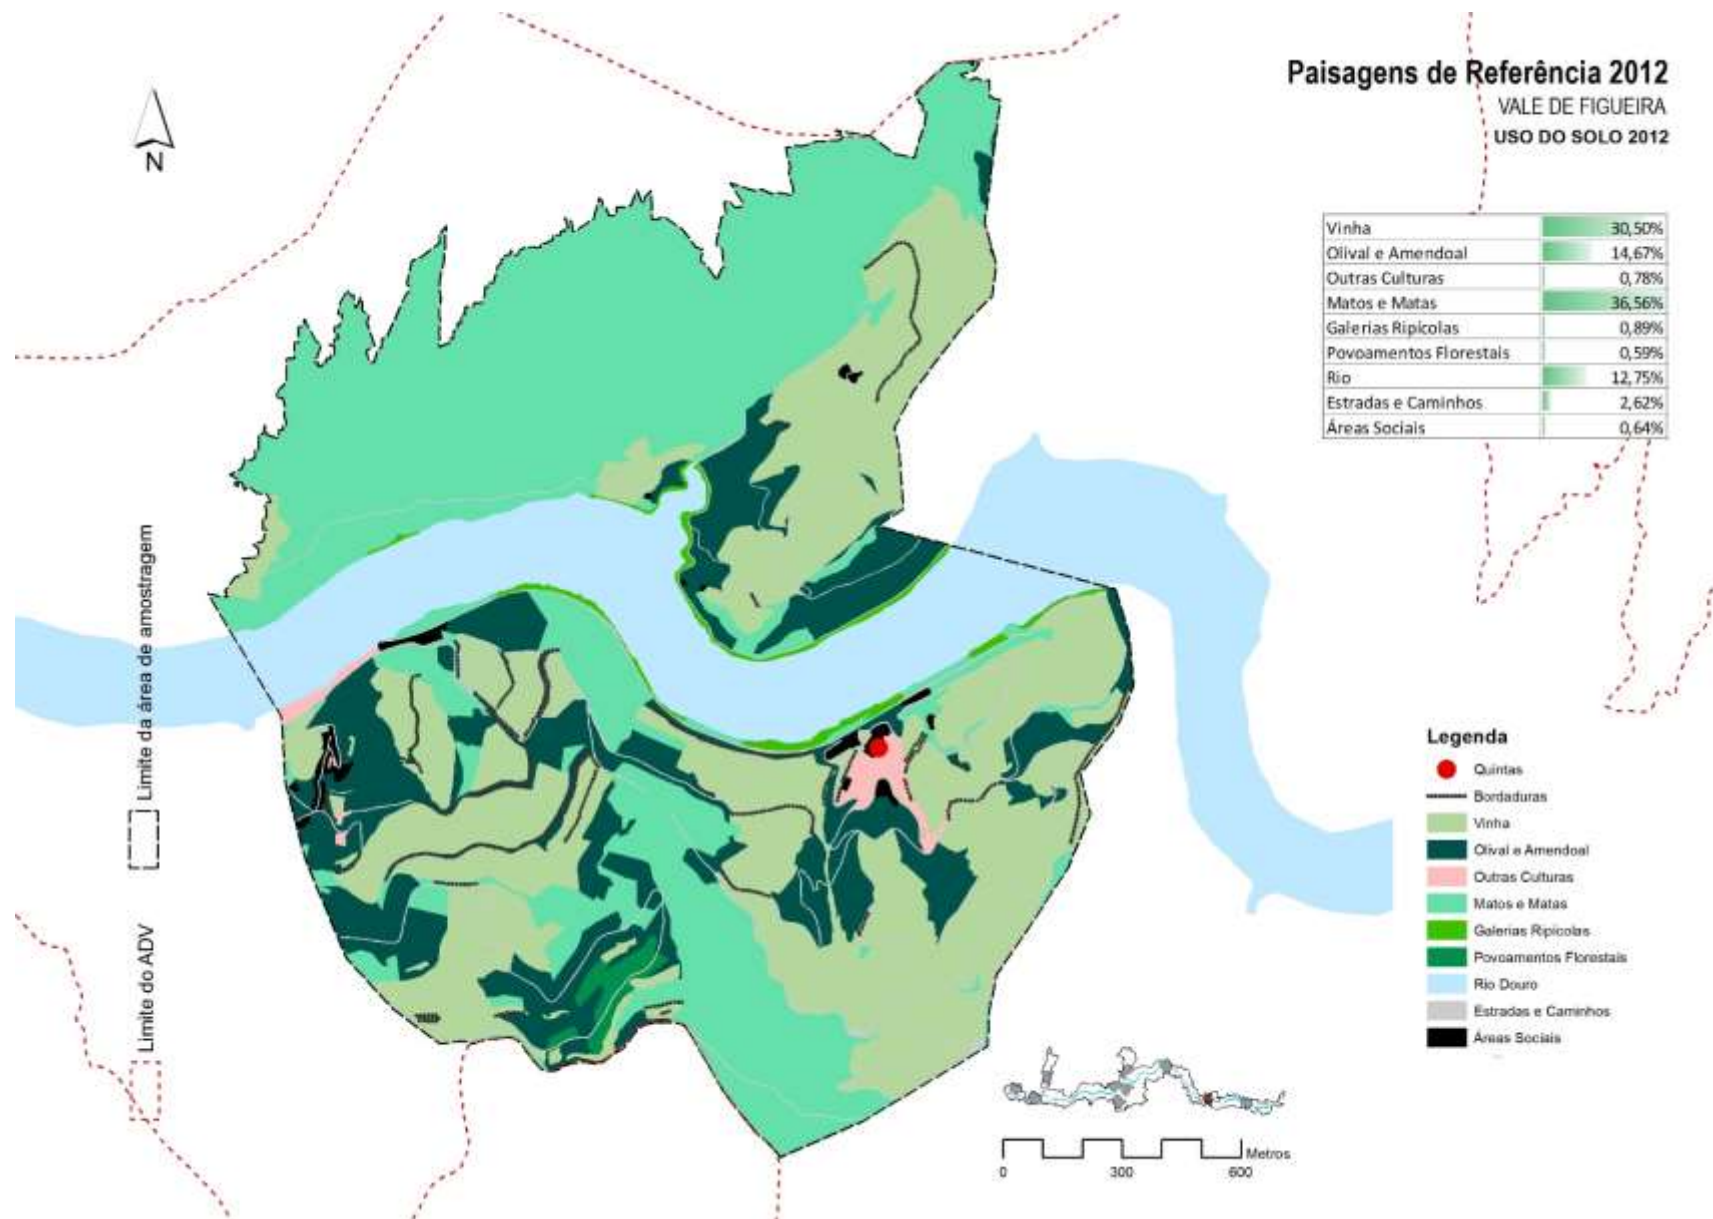 Paisagens de Referência 2012
VALE DE FIGUEIRA
USO DO SOLO 2012
N
Vinha 30,50%
Olival e Amendoal 14,67%
Outras Culturas 0,78%
Matos e Matas 36,56%
Galerias Ripícolas 0,89%
Povoamentos Florestais 0,59%
Rio 12,75%
Estradas e Caminhos 2,62%
Áreas Sociais 0,64%
Limite da área de amostragem
Limite do ADV
Legenda
Quintas
Bordaduras
Vinha
Olival e Amendoal
Outras Culturas
Matos e Matas
Galerias Ripícolas
Povoamentos Florestais
Rio Douro
Estradas e Caminhos
Áreas Sociais
Metros
0 300 600